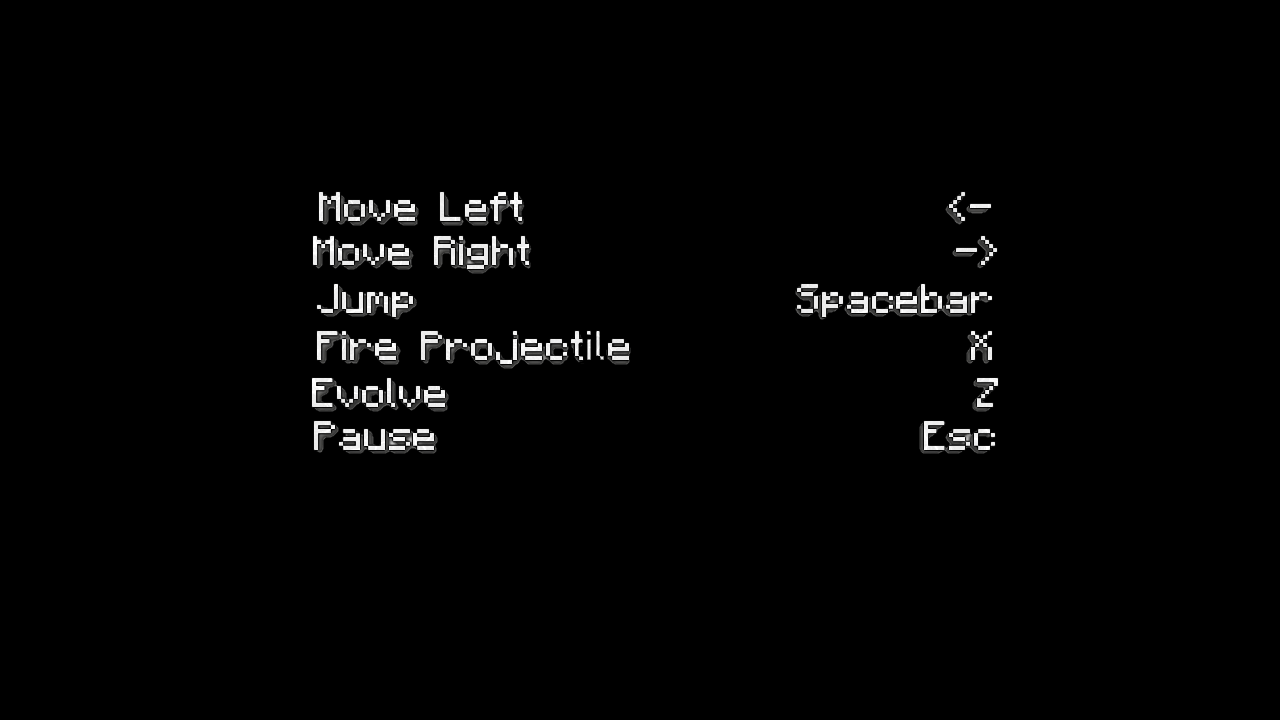 Move Left <-
Move Right ->
Jump Spacebar
Fire Projectile X
Evolve Z
Pause Esc